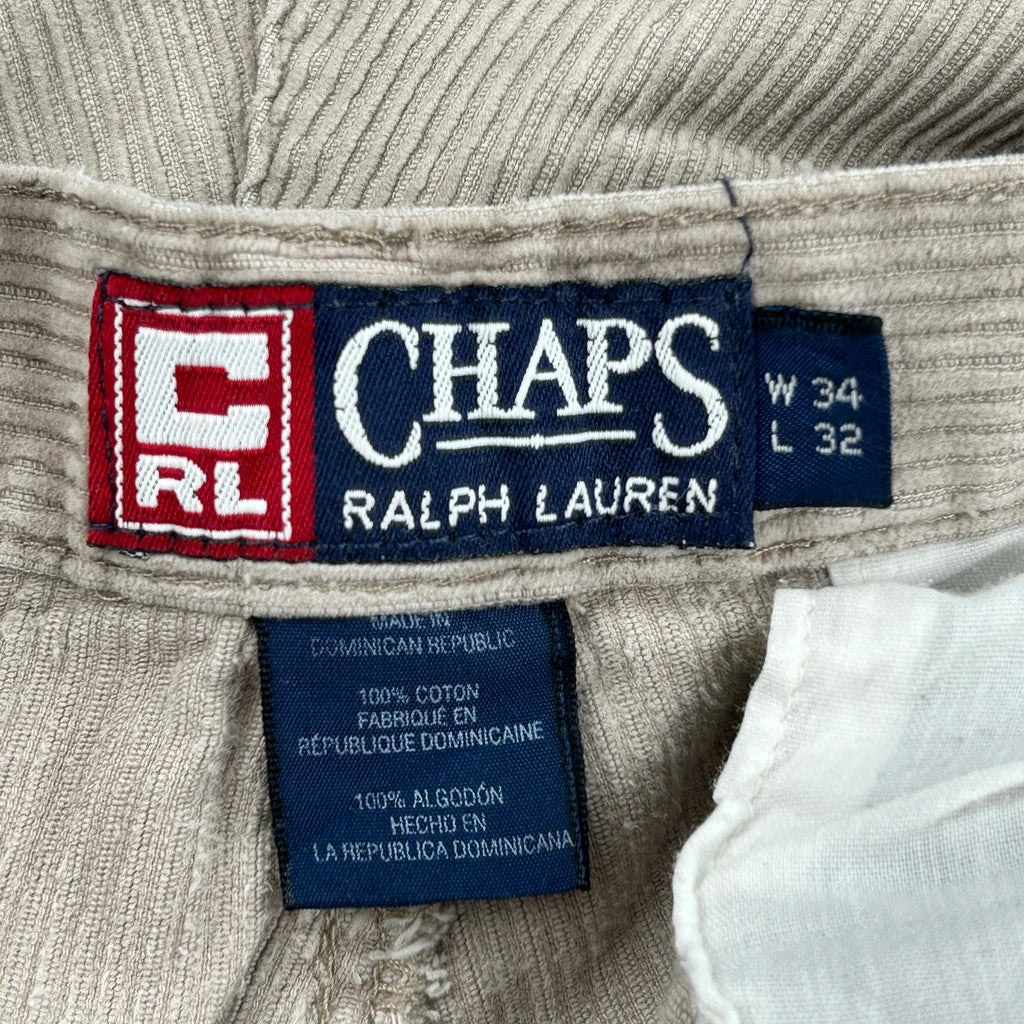 C
RL
CHAPS
RALPH LAUREN
W 34
L 32
MADE IN
DOMINICAN REPUBLIC
100% COTON
FABRIQUÉ EN
RÉPUBLIQUE DOMINICAINE
100% ALGODÓN
HECHO EN
LA REPUBLICA DOMINICANA